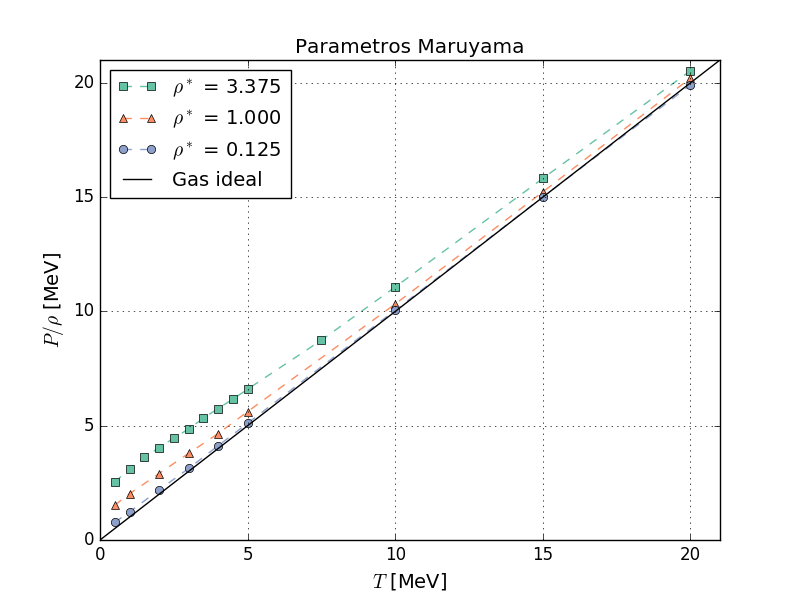 Parametros Maruyama
ρ* = 3.375
ρ* = 1.000
ρ* = 0.125
Gas ideal
20
15
10
5
0
P/ρ [MeV]
0 5 10 15 20
T [MeV]